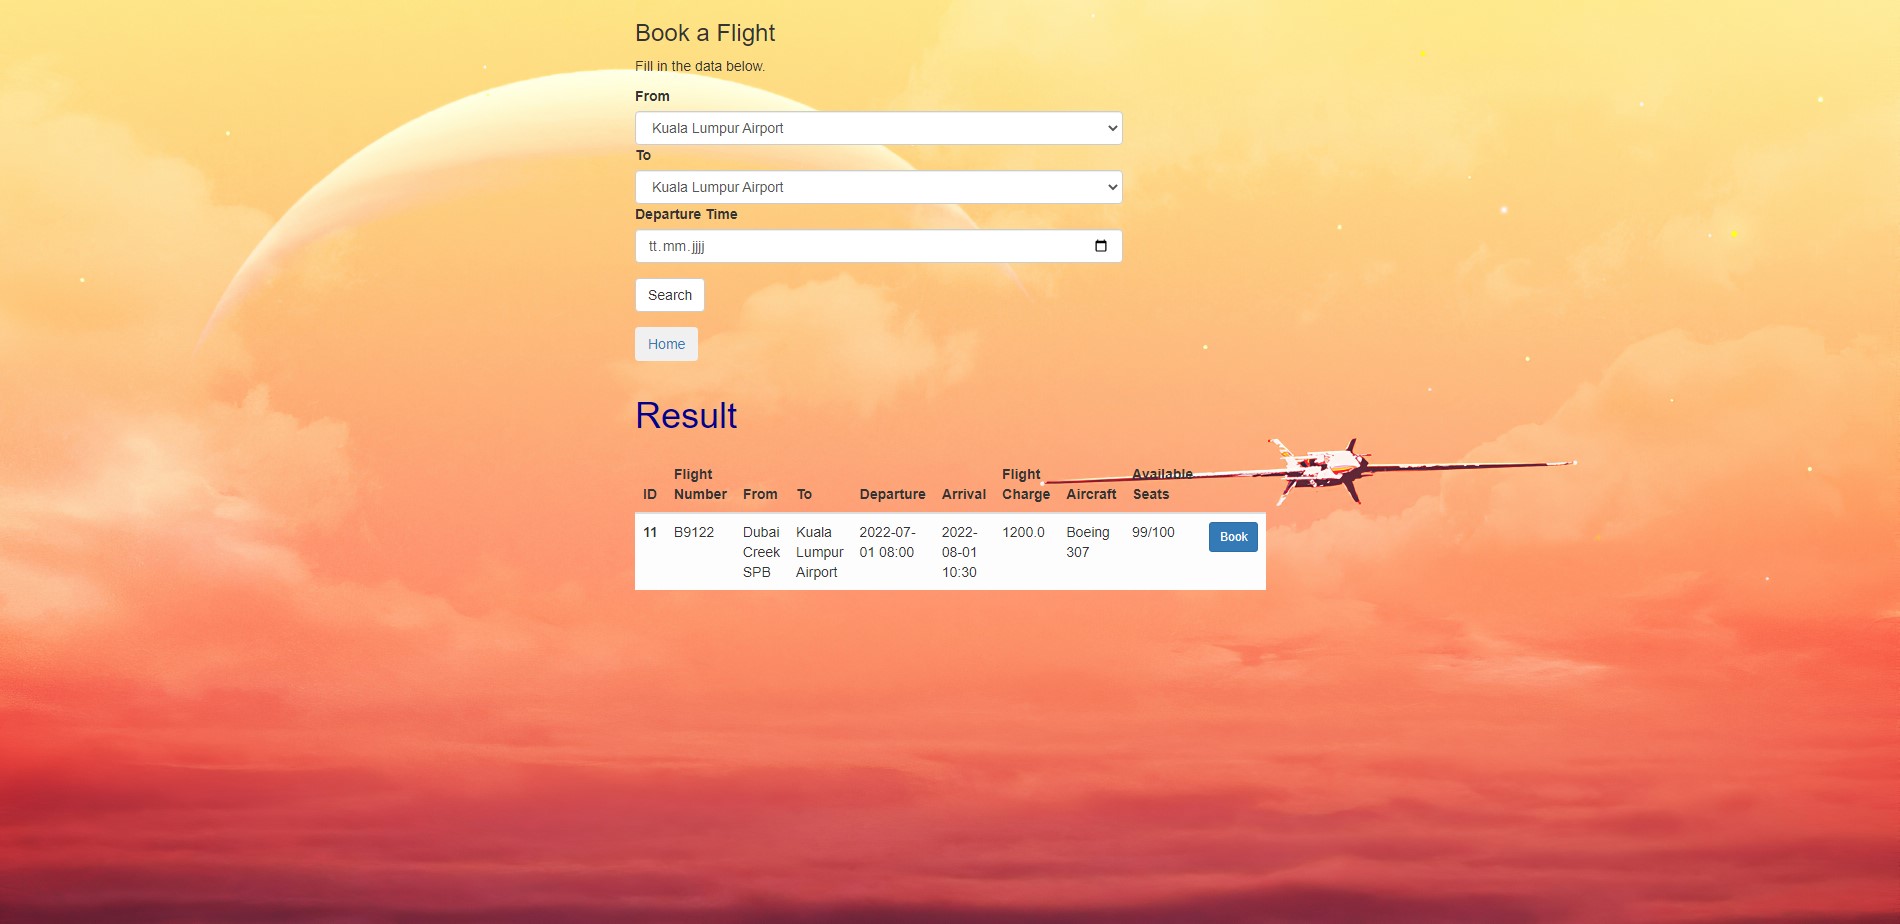 Book a Flight
Fill in the data below.
From
Kuala Lumpur Airport
To
Kuala Lumpur Airport
Departure Time
tt.mm.jjjj
Search
Home
Result
Flight Flight Available
ID Number From To Departure Arrival Charge Aircraft Seats
11 B9122 Dubai Kuala 2022-07- 2022- 1200.0 Boeing 99/100 Book
Creek Lumpur 01 08:00 08-01 307
SPB Airport 10:30